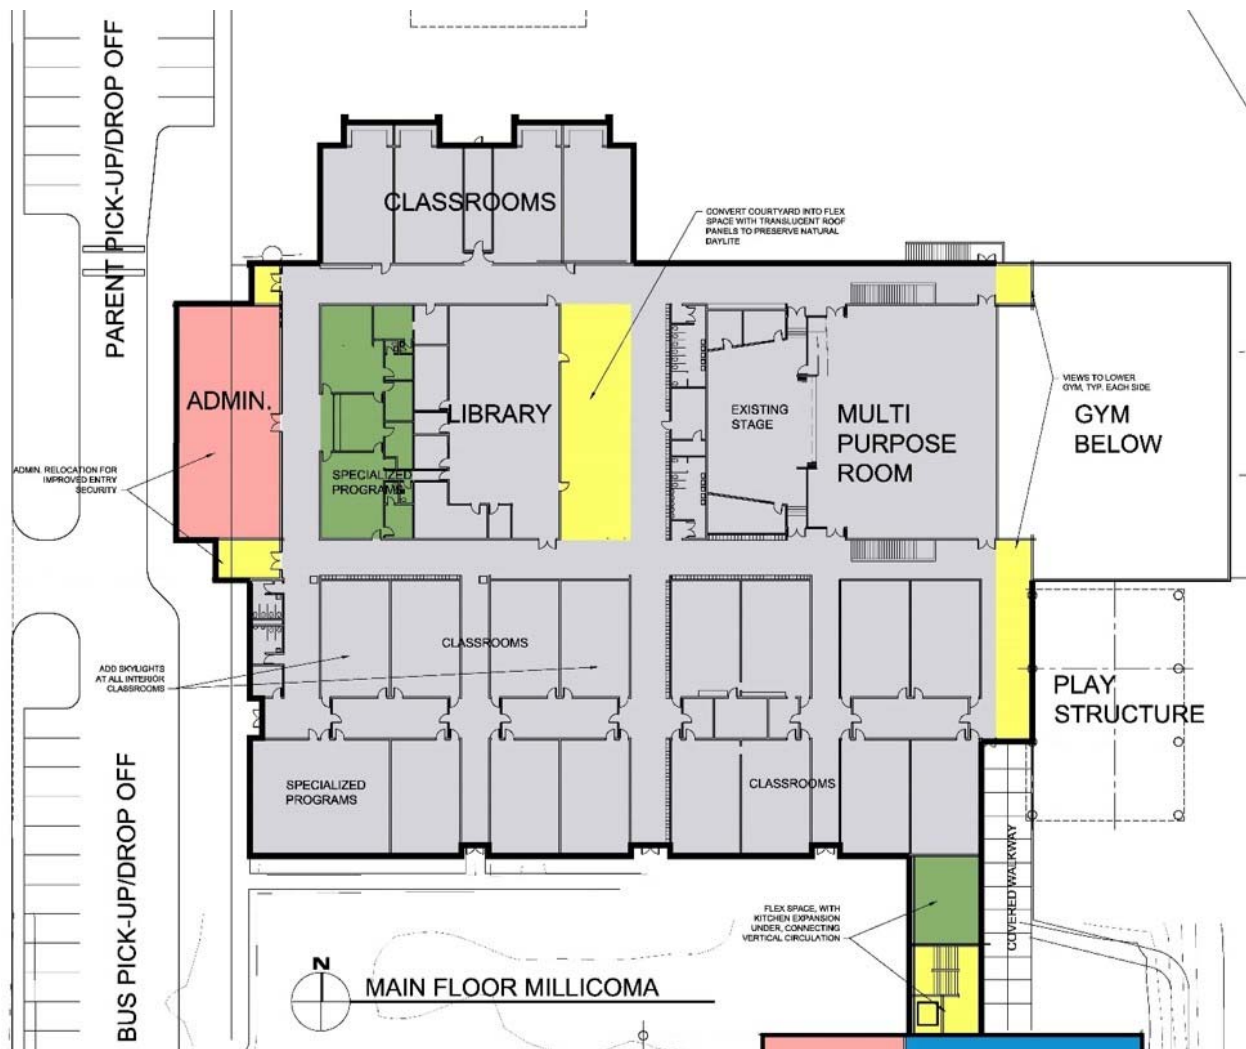 PARENT PICK-UP/DROP OFF
CLASSROOMS
CONVERT COURTYARD INTO FLEX
SPACE WITH TRANSLUCENT ROOF
PANELS TO PRESERVE NATURAL
DAYLITE
ADMIN.
LIBRARY
EXISTING
STAGE
MULTI
PURPOSE
ROOM
VIEWS TO LOWER
GYM, TYP. EACH SIDE
GYM
BELOW
ADMIN. RELOCATION FOR
IMPROVED ENTRY
SECURITY
SPECIALIZED
PROGRAMS
CLASSROOMS
ADD SKYLIGHTS
AT ALL INTERIOR
CLASSROOMS
PLAY
STRUCTURE
SPECIALIZED
PROGRAMS
CLASSROOMS
BUS PICK-UP/DROP OFF
COVERED WALKWAY
FLEX SPACE, WITH
KITCHEN EXPANSION
UNDER, CONNECTING
VERTICAL CIRCULATION
N
MAIN FLOOR MILLICOMA